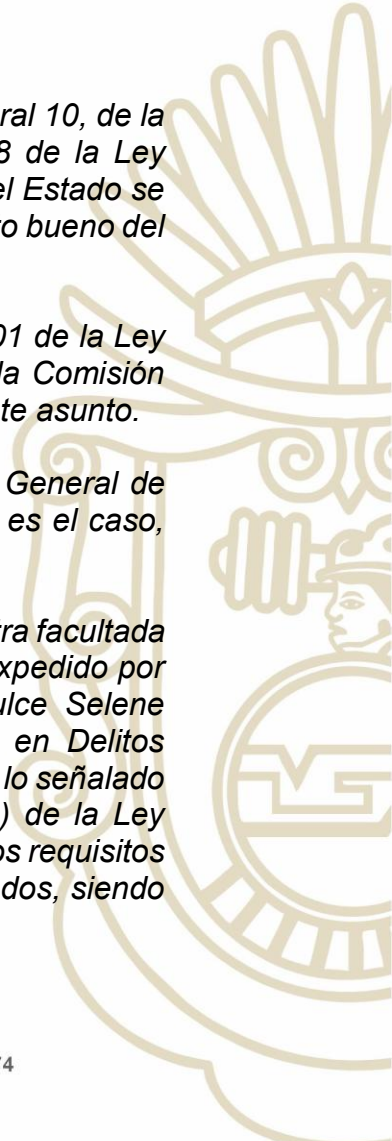 ral 10, de la
8 de la Ley
el Estado se
o bueno del
01 de la Ley
la Comisión
te asunto.
General de
es el caso,
ra facultada
xpedido por
ulce Selene
en Delitos
lo señalado
) de la Ley
os requisitos
dos, siendo
74